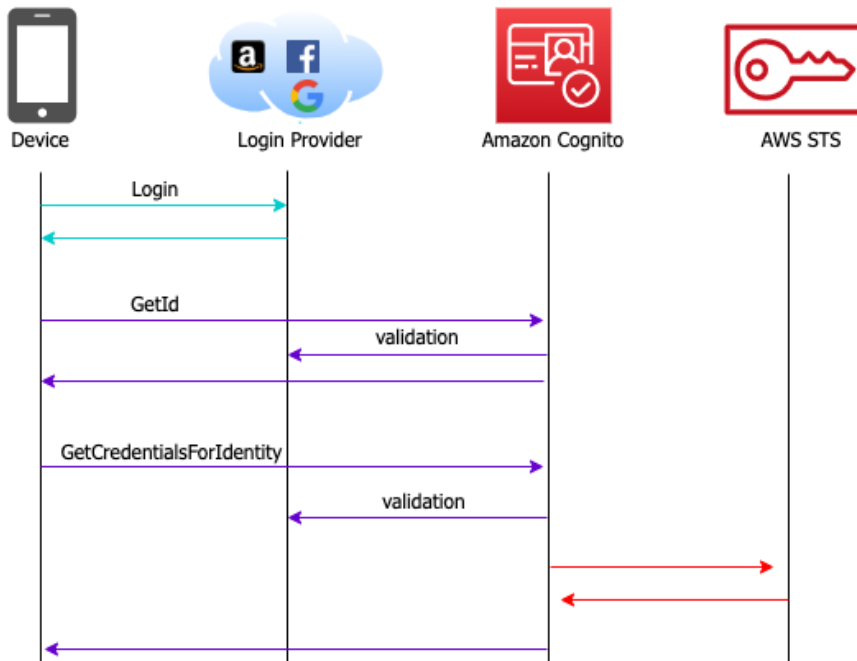 Device
Login Provider
Amazon Cognito
AWS STS
Login
GetId
validation
GetCredentialsForIdentity
validation